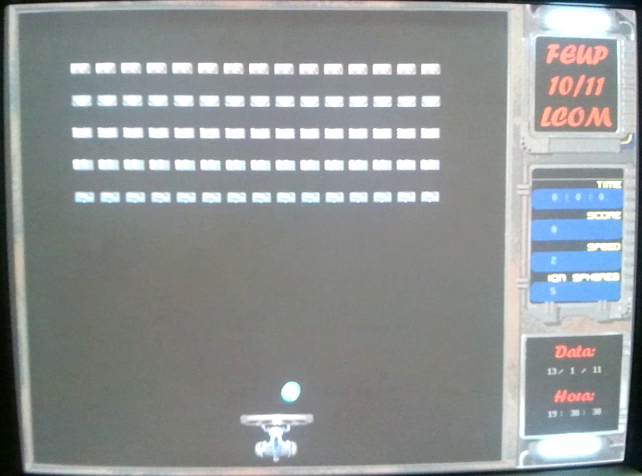 FEUP
10/11
LCOM
TIME
0 : 0 : 0
SCORE
0
SPEED
2
ION SPHERES
5
Data:
13/ 1 / 11
Hora:
19: 38: 38